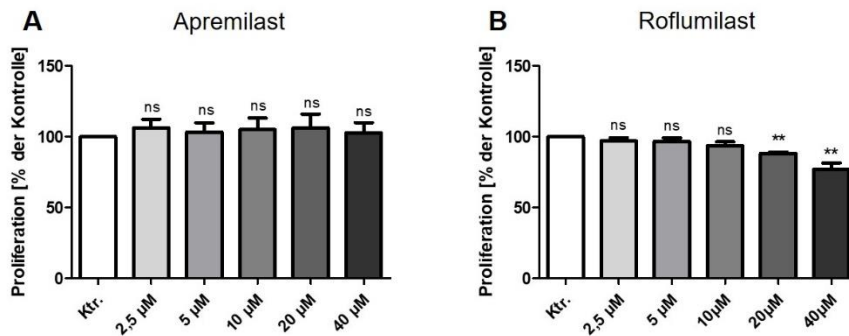 A
Apremilast
Proliferation [% der Kontrolle]
150
100
50
0
ns
ns
ns
ns
ns
Ktr.
2,5 µM
5 µM
10 µM
20 µM
40 µM
B
Roflumilast
Proliferation [% der Kontrolle]
150
100
50
0
ns
ns
ns
**
**
Ktr.
2,5 µM
5 µM
10µM
20µM
40µM